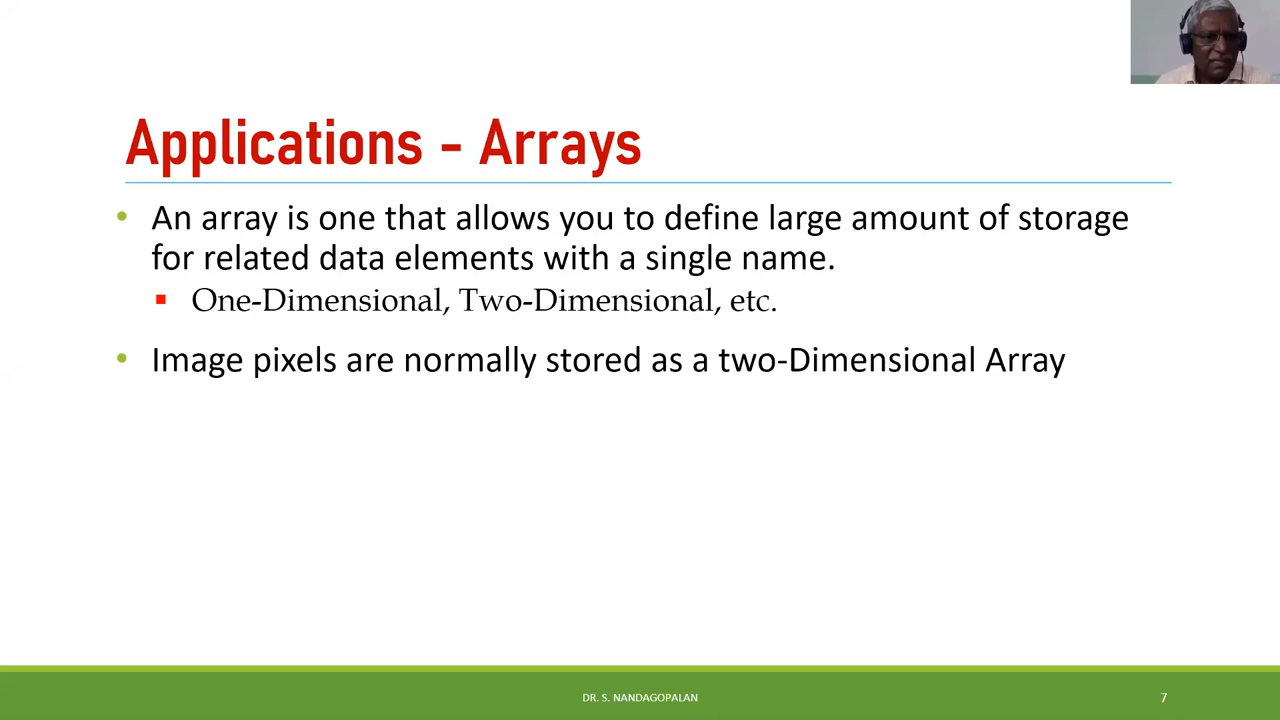 Applications - Arrays
• An array is one that allows you to define large amount of storage
for related data elements with a single name.
▪ One-Dimensional, Two-Dimensional, etc.
• Image pixels are normally stored as a two-Dimensional Array
DR. S. NANDAGOPALAN
7